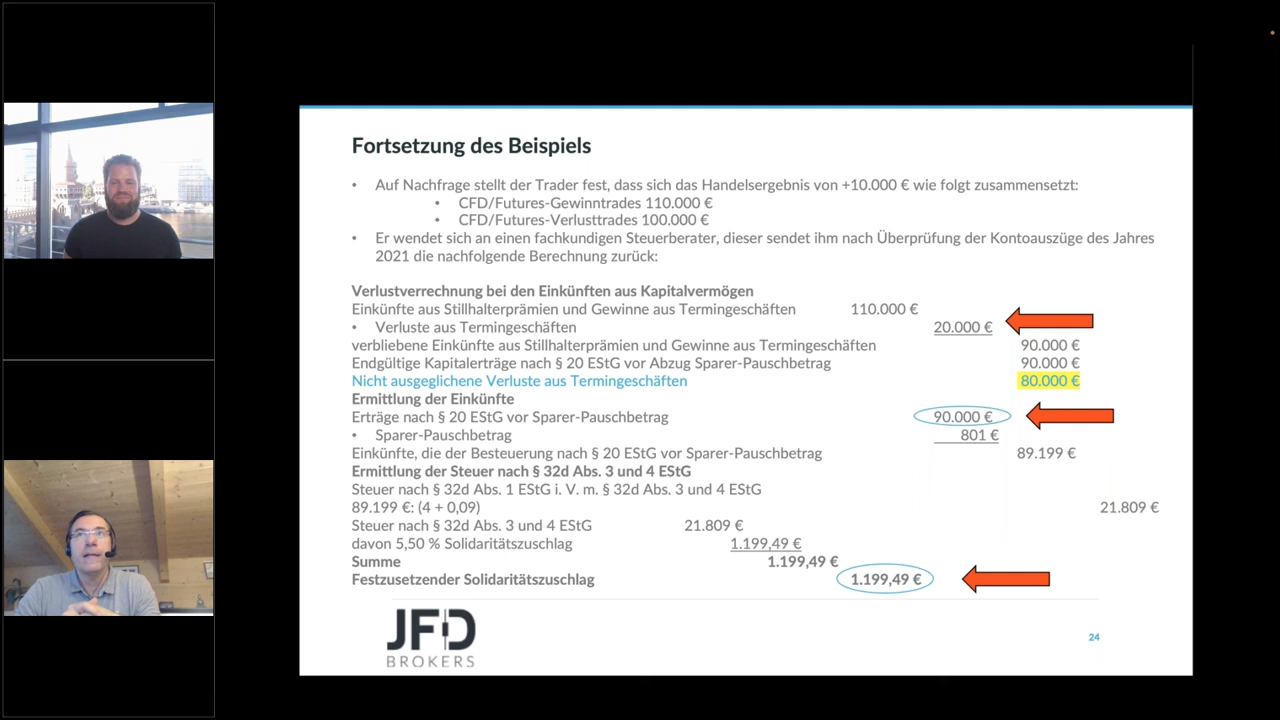 Fortsetzung des Beispiels
• Auf Nachfrage stellt der Trader fest, dass sich das Handelsergebnis von +10.000 € wie folgt zusammensetzt:
• CFD/Futures-Gewinntrades 110.000 €
• CFD/Futures-Verlusttrades 100.000 €
• Er wendet sich an einen fachkundigen Steuerberater, dieser sendet ihm nach Überprüfung der Kontoauszüge des Jahres
2021 die nachfolgende Berechnung zurück:
Verlustverrechnung bei den Einkünften aus Kapitalvermögen
Einkünfte aus Stillhalterprämien und Gewinne aus Termingeschäften 110.000 €
• Verluste aus Termingeschäften 20.000 €
verbliebene Einkünfte aus Stillhalterprämien und Gewinne aus Termingeschäften 90.000 €
Endgültige Kapitalerträge nach § 20 EStG vor Abzug Sparer-Pauschbetrag 90.000 €
Nicht ausgeglichene Verluste aus Termingeschäften 80.000 €
Ermittlung der Einkünfte
Erträge nach § 20 EStG vor Sparer-Pauschbetrag 90.000 €
• Sparer-Pauschbetrag 801 €
Einkünfte, die der Besteuerung nach § 20 EStG vor Sparer-Pauschbetrag 89.199 €
Ermittlung der Steuer nach § 32d Abs. 3 und 4 EStG
Steuer nach § 32d Abs. 1 EStG i. V. m. § 32d Abs. 3 und 4 EStG
89.199 €: (4 + 0,09) 21.809 €
Steuer nach § 32d Abs. 3 und 4 EStG 21.809 €
davon 5,50 % Solidaritätszuschlag 1.199,49 €
Summe 1.199,49 €
Festzusetzender Solidaritätszuschlag 1.199,49 €
JFD
BROKERS
24